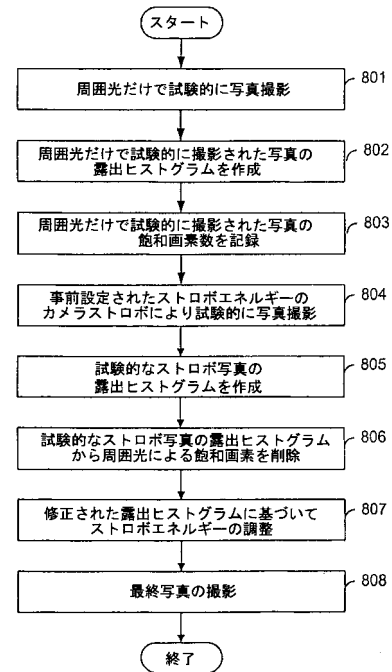 スタート
周囲光だけで試験的に写真撮影
801
周囲光だけで試験的に撮影された写真の
露出ヒストグラムを作成
802
周囲光だけで試験的に撮影された写真の
飽和画素数を記録
803
事前設定されたストロボエネルギーの
カメラストロボにより試験的に写真撮影
804
試験的なストロボ写真の
露出ヒストグラムを作成
805
試験的なストロボ写真の露出ヒストグラム
から周囲光による飽和画素を削除
806
修正された露出ヒストグラムに基づいて
ストロボエネルギーの調整
807
最終写真の撮影
808
終了